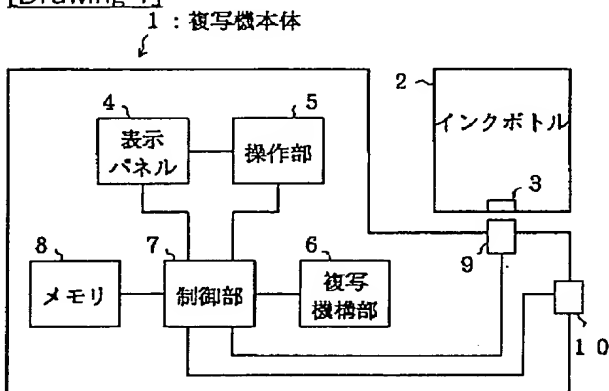 [Drawing 1]
1：複写機本体
2
インクボトル
3
4
表示
パネル
5
操作部
8
メモリ
7
制御部
6
複写
機構部
9
10